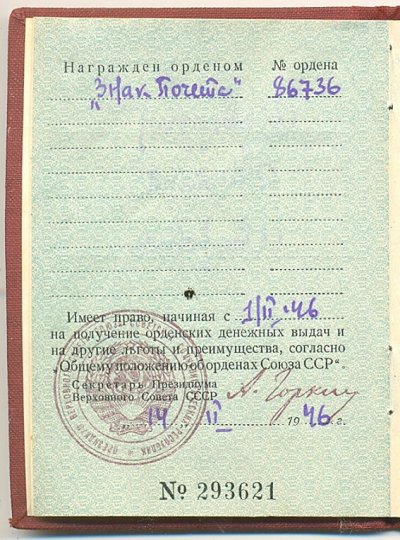 Награжден орденом № ордена
„Знак Почета“ 86736
Имеет право, начиная с 1/II.46
на получение орденских денежных выдач и
на другие льготы и преимущества, согласно
„Общему положению об орденах Союза ССР“.
Секретарь Президиума
Верховного Совета СССР А. Горкин
14 II 1946 г.
№ 293621